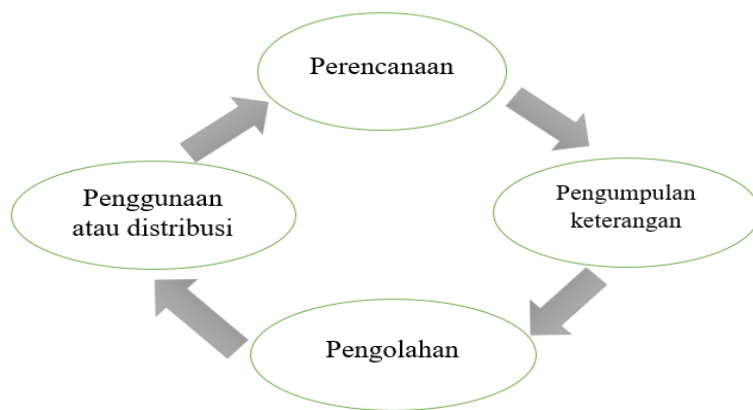 Perencanaan
Pengumpulan
keterangan
Pengolahan
Penggunaan
atau distribusi